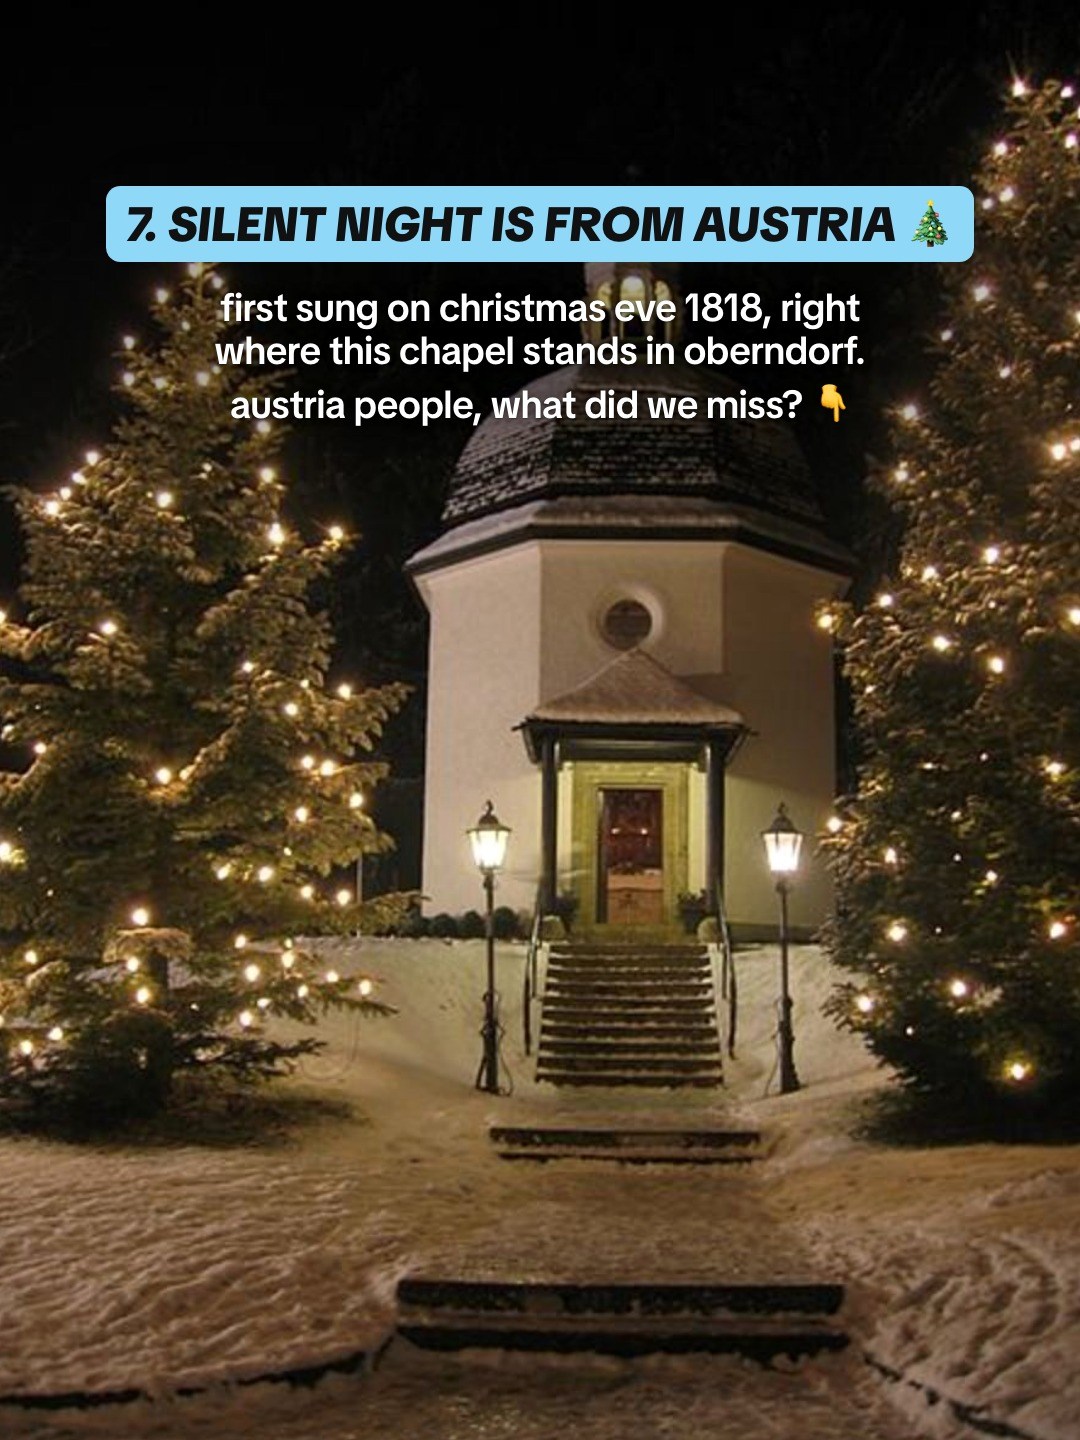 7. SILENT NIGHT IS FROM AUSTRIA 🎄
first sung on christmas eve 1818, right
where this chapel stands in oberndorf.
austria people, what did we miss? 👇